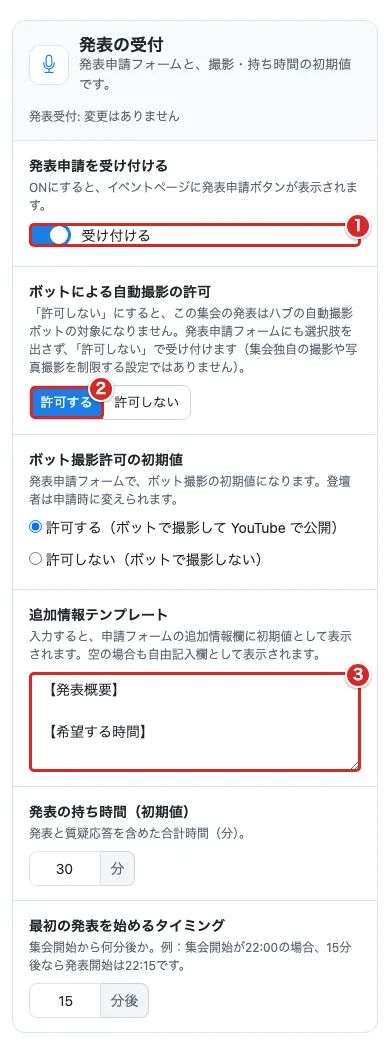 発表の受付
発表申請フォームと、撮影・持ち時間の初期値
です。
発表受付: 変更はありません
発表申請を受け付ける
ONにすると、イベントページに発表申請ボタンが表示されま
す。
1
受け付ける
ボットによる自動撮影の許可
「許可しない」にすると、この集会の発表はハブの自動撮影
ボットの対象になりません。発表申請フォームにも選択肢を
出さず、「許可しない」で受け付けます（集会独自の撮影や写
真撮影を制限する設定ではありません）。
2
許可する 許可しない
ボット撮影許可の初期値
発表申請フォームで、ボット撮影の初期値になります。登壇
者は申請時に変えられます。
許可する（ボットで撮影して YouTube で公開）
許可しない（ボットで撮影しない）
追加情報テンプレート
入力すると、申請フォームの追加情報欄に初期値として表示
されます。空の場合も自由記入欄として表示されます。
3
【発表概要】
【希望する時間】
発表の持ち時間（初期値）
発表と質疑応答を含めた合計時間（分）。
30 分
最初の発表を始めるタイミング
集会開始から何分後か。例：集会開始が22:00の場合、15分
後なら発表開始は22:15です。
15 分後